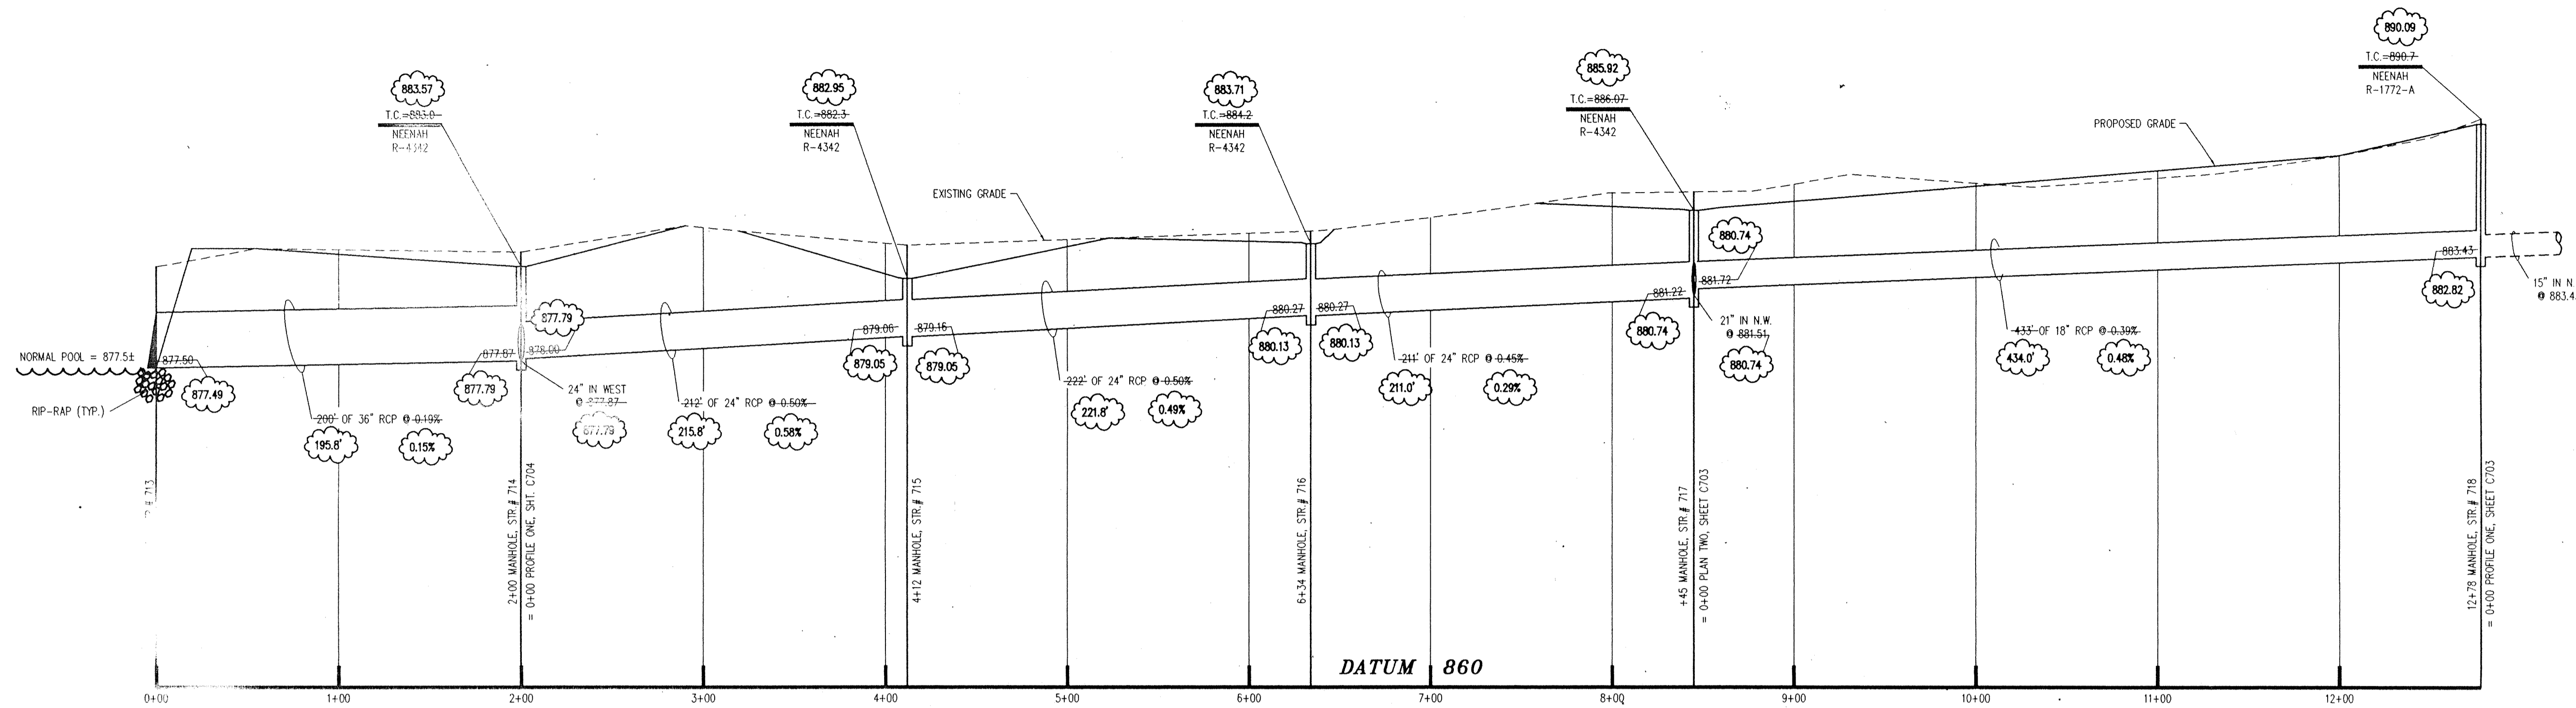 883.57
T.C.=883.0
NEENAH
R-4342
882.95
T.C.=882.3
NEENAH
R-4342
883.71
T.C.=884.2
NEENAH
R-4342
885.92
T.C.=886.07
NEENAH
R-4342
890.09
T.C.=890.7
NEENAH
R-1772-A
EXISTING GRADE
PROPOSED GRADE
NORMAL POOL = 877.5±
RIP-RAP (TYP.)
877.50
877.49
200' OF 36" RCP @ 0.19%
195.8'
0.15%
877.87
877.79
877.79
878.00
24" IN WEST
@ 877.87
877.79
212' OF 24" RCP @ 0.50%
215.8'
0.58%
879.06
879.05
879.16
879.05
222' OF 24" RCP @ 0.50%
221.8'
0.49%
880.27
880.13
880.27
880.13
211' OF 24" RCP @ 0.45%
211.0'
0.29%
881.22
880.74
880.74
881.72
21" IN N.W.
@ 881.51
880.74
433' OF 18" RCP @ 0.39%
434.0'
0.48%
883.43
882.82
15" IN N.
@ 883.4
# 713
2+00 MANHOLE, STR.# 714
= 0+00 PROFILE ONE, SHT. C704
4+12 MANHOLE, STR.# 715
6+34 MANHOLE, STR.# 716
+45 MANHOLE, STR.# 717
= 0+00 PLAN TWO, SHEET C703
12+78 MANHOLE, STR.# 718
= 0+00 PROFILE ONE, SHEET C703
DATUM 860
0+00
1+00
2+00
3+00
4+00
5+00
6+00
7+00
8+00
9+00
10+00
11+00
12+00